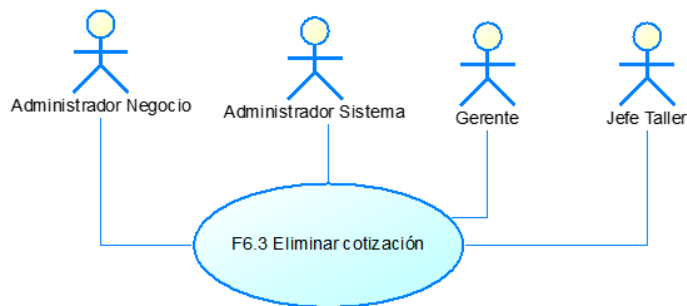 Administrador Negocio
Administrador Sistema
Gerente
Jefe Taller
F6.3 Eliminar cotización